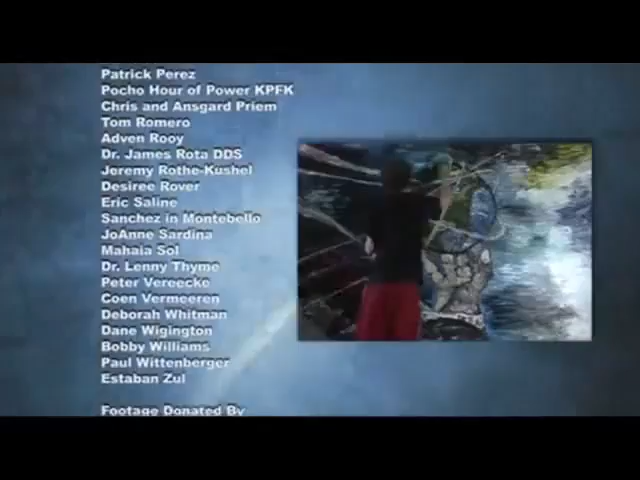 Patrick Perez
Pocho Hour of Power KPFK
Chris and Ansgard Priem
Tom Romero
Adven Rooy
Dr. James Rota DDS
Jeremy Rothe-Kushel
Desiree Rover
Eric Saline
Sanchez in Montebello
JoAnne Sardina
Mahaia Sol
Dr. Lenny Thyme
Peter Vereecke
Coen Vermeeren
Deborah Whitman
Dane Wigington
Bobby Williams
Paul Wittenberger
Estaban Zul
Footage Donated By